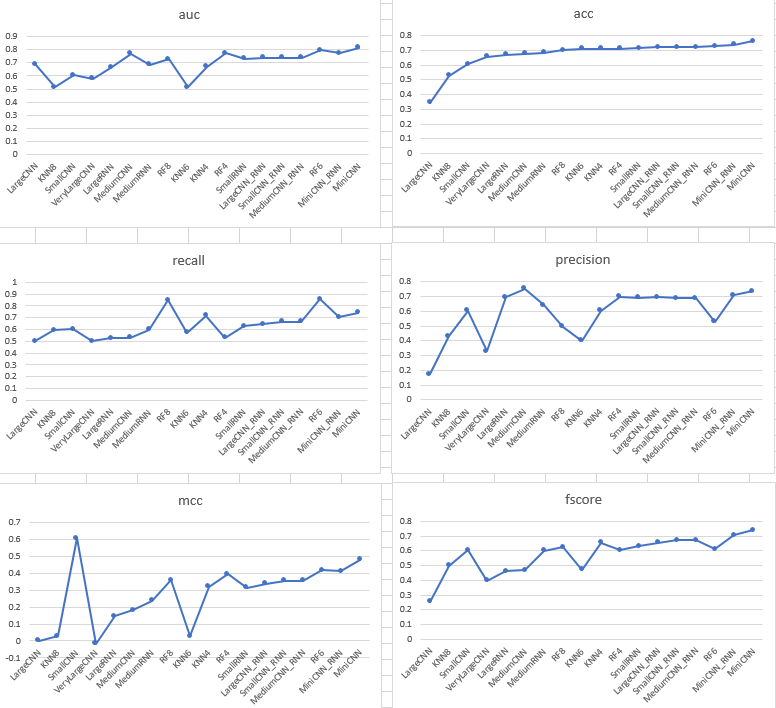 auc
0.9
0.8
0.7
0.6
0.5
0.4
0.3
0.2
0.1
0
LargeCNN
KNN8
SmallCNN
VeryLargeCNN
LargeRNN
MediumCNN
MediumRNN
RF8
KNN6
KNN4
RF4
SmallRNN
LargeCNN_RNN
SmallCNN_RNN
MediumCNN_RNN
RF6
MiniCNN_RNN
MiniCNN
acc
0.8
0.7
0.6
0.5
0.4
0.3
0.2
0.1
0
LargeCNN
KNN8
SmallCNN
VeryLargeCNN
LargeRNN
MediumCNN
MediumRNN
RF8
KNN6
KNN4
RF4
SmallRNN
LargeCNN_RNN
SmallCNN_RNN
MediumCNN_RNN
RF6
MiniCNN_RNN
MiniCNN
recall
1
0.9
0.8
0.7
0.6
0.5
0.4
0.3
0.2
0.1
0
LargeCNN
KNN8
SmallCNN
VeryLargeCNN
LargeRNN
MediumCNN
MediumRNN
RF8
KNN6
KNN4
RF4
SmallRNN
LargeCNN_RNN
SmallCNN_RNN
MediumCNN_RNN
RF6
MiniCNN_RNN
MiniCNN
precision
0.8
0.7
0.6
0.5
0.4
0.3
0.2
0.1
0
LargeCNN
KNN8
SmallCNN
VeryLargeCNN
LargeRNN
MediumCNN
MediumRNN
RF8
KNN6
KNN4
RF4
SmallRNN
LargeCNN_RNN
SmallCNN_RNN
MediumCNN_RNN
RF6
MiniCNN_RNN
MiniCNN
mcc
0.7
0.6
0.5
0.4
0.3
0.2
0.1
0
-0.1
LargeCNN
KNN8
SmallCNN
VeryLargeCNN
LargeRNN
MediumCNN
MediumRNN
RF8
KNN6
KNN4
RF4
SmallRNN
LargeCNN_RNN
SmallCNN_RNN
MediumCNN_RNN
RF6
MiniCNN_RNN
MiniCNN
fscore
0.8
0.7
0.6
0.5
0.4
0.3
0.2
0.1
0
LargeCNN
KNN8
SmallCNN
VeryLargeCNN
LargeRNN
MediumCNN
MediumRNN
RF8
KNN6
KNN4
RF4
SmallRNN
LargeCNN_RNN
SmallCNN_RNN
MediumCNN_RNN
RF6
MiniCNN_RNN
MiniCNN